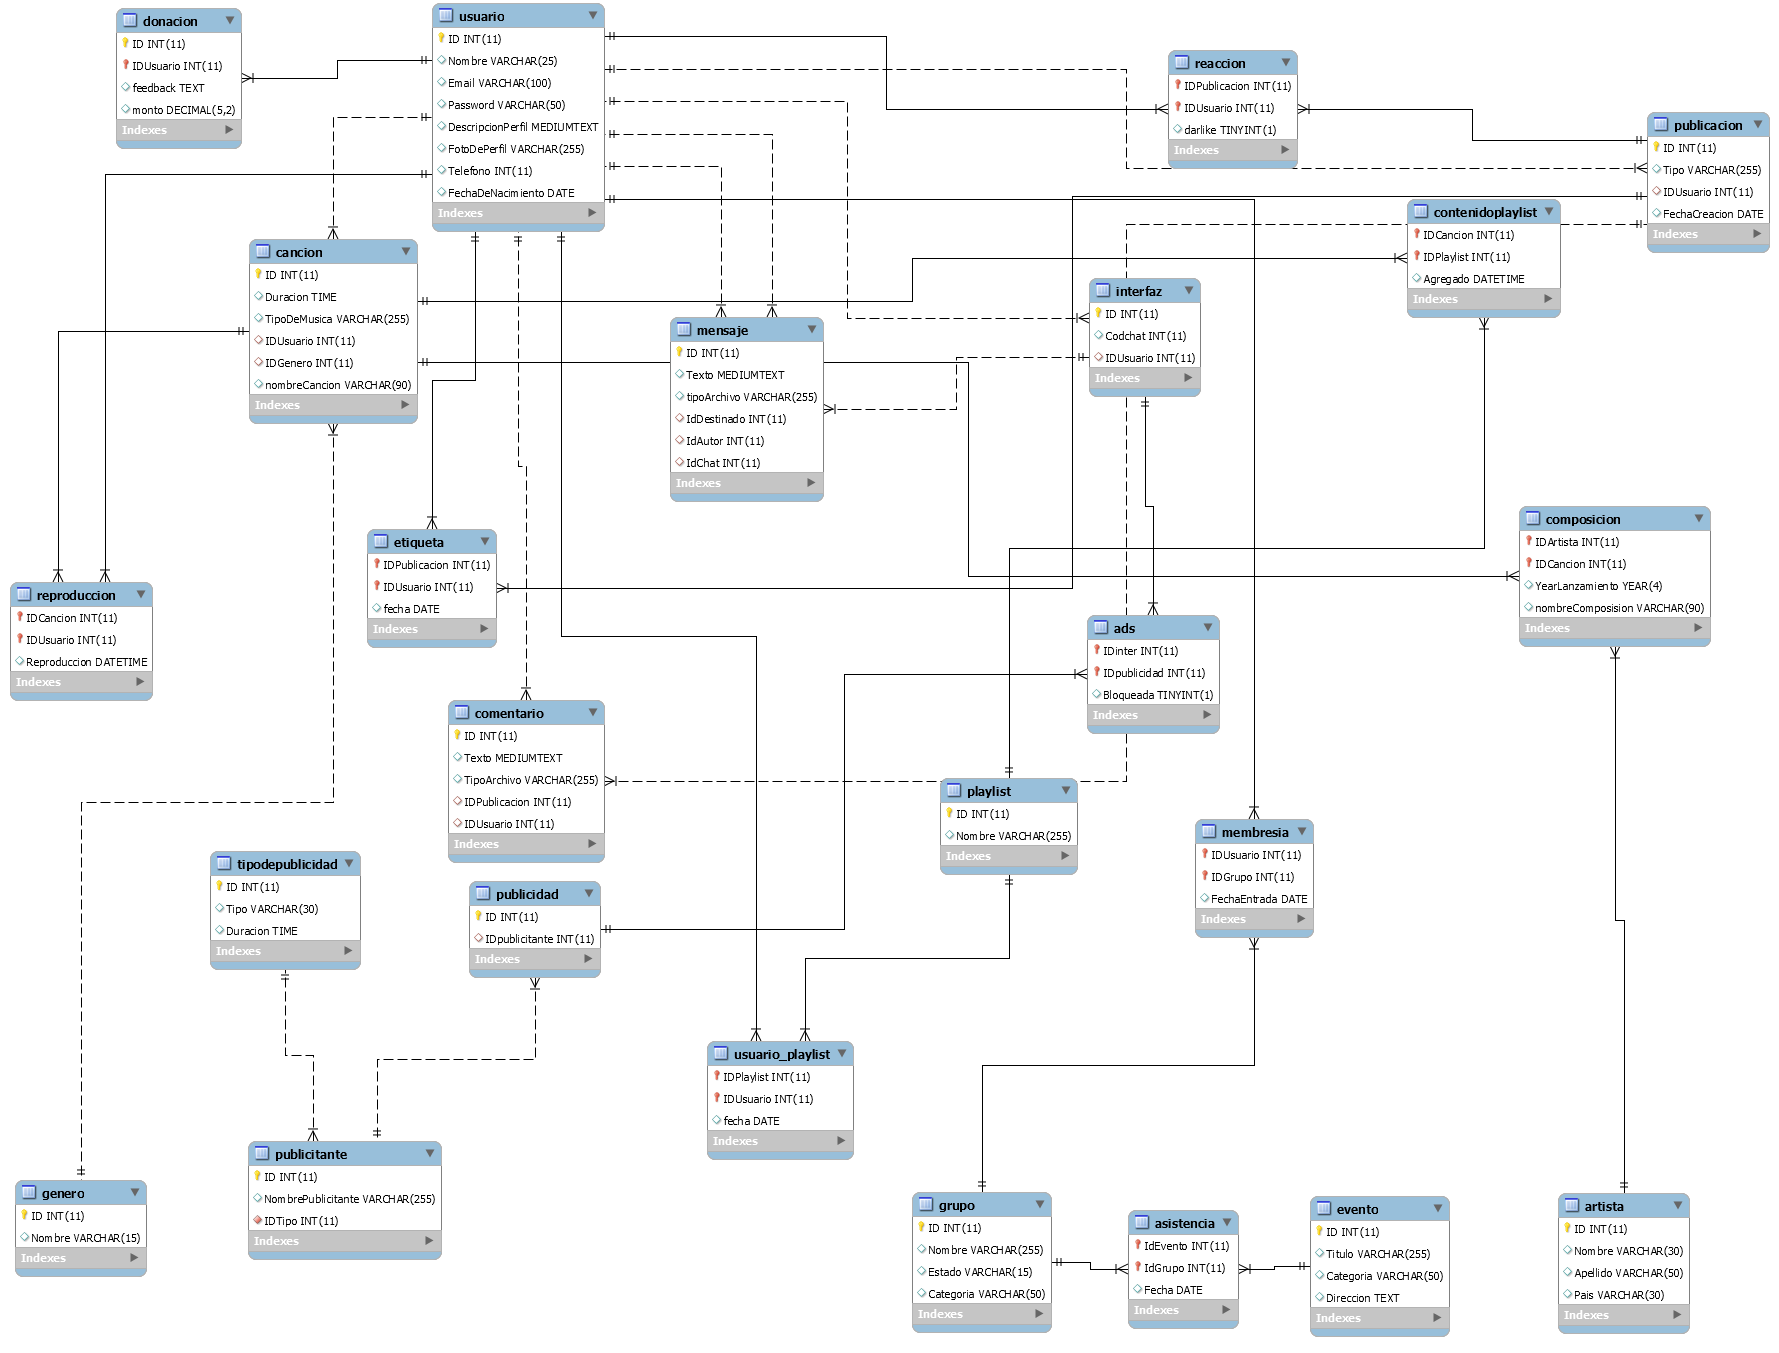 donacion
ID INT(11)
IDUsuario INT(11)
feedback TEXT
monto DECIMAL(5,2)
Indexes
usuario
ID INT(11)
Nombre VARCHAR(25)
Email VARCHAR(100)
Password VARCHAR(50)
DescripcionPerfil MEDIUMTEXT
FotoDePerfil VARCHAR(255)
Telefono INT(11)
FechaDeNacimiento DATE
Indexes
reaccion
IDPublicacion INT(11)
IDUsuario INT(11)
darlike TINYINT(1)
Indexes
publicacion
ID INT(11)
Tipo VARCHAR(255)
IDUsuario INT(11)
FechaCreacion DATE
Indexes
contenidoplaylist
IDCancion INT(11)
IDPlaylist INT(11)
Agregado DATETIME
Indexes
cancion
ID INT(11)
Duracion TIME
TipoDeMusica VARCHAR(255)
IDUsuario INT(11)
IDGenero INT(11)
nombreCancion VARCHAR(90)
Indexes
interfaz
ID INT(11)
Codchat INT(11)
IDUsuario INT(11)
Indexes
mensaje
ID INT(11)
Texto MEDIUMTEXT
tipoArchivo VARCHAR(255)
IdDestinado INT(11)
IdAutor INT(11)
IdChat INT(11)
Indexes
composicion
IDArtista INT(11)
IDCancion INT(11)
YearLanzamiento YEAR(4)
nombreComposision VARCHAR(90)
Indexes
etiqueta
IDPublicacion INT(11)
IDUsuario INT(11)
fecha DATE
Indexes
reproduccion
IDCancion INT(11)
IDUsuario INT(11)
Reproduccion DATETIME
Indexes
ads
IDinter INT(11)
IDpublicidad INT(11)
Bloqueada TINYINT(1)
Indexes
comentario
ID INT(11)
Texto MEDIUMTEXT
TipoArchivo VARCHAR(255)
IDPublicacion INT(11)
IDUsuario INT(11)
Indexes
playlist
ID INT(11)
Nombre VARCHAR(255)
Indexes
membresia
IDUsuario INT(11)
IDGrupo INT(11)
FechaEntrada DATE
Indexes
tipodepublicidad
ID INT(11)
Tipo VARCHAR(30)
Duracion TIME
Indexes
publicidad
ID INT(11)
IDpublicitante INT(11)
Indexes
usuario_playlist
IDPlaylist INT(11)
IDUsuario INT(11)
fecha DATE
Indexes
publicitante
ID INT(11)
NombrePublicitante VARCHAR(255)
IDTipo INT(11)
Indexes
genero
ID INT(11)
Nombre VARCHAR(15)
Indexes
grupo
ID INT(11)
Nombre VARCHAR(255)
Estado VARCHAR(15)
Categoria VARCHAR(50)
Indexes
asistencia
IdEvento INT(11)
IdGrupo INT(11)
Fecha DATE
Indexes
evento
ID INT(11)
Titulo VARCHAR(255)
Categoria VARCHAR(50)
Direccion TEXT
Indexes
artista
ID INT(11)
Nombre VARCHAR(30)
Apellido VARCHAR(50)
Pais VARCHAR(30)
Indexes